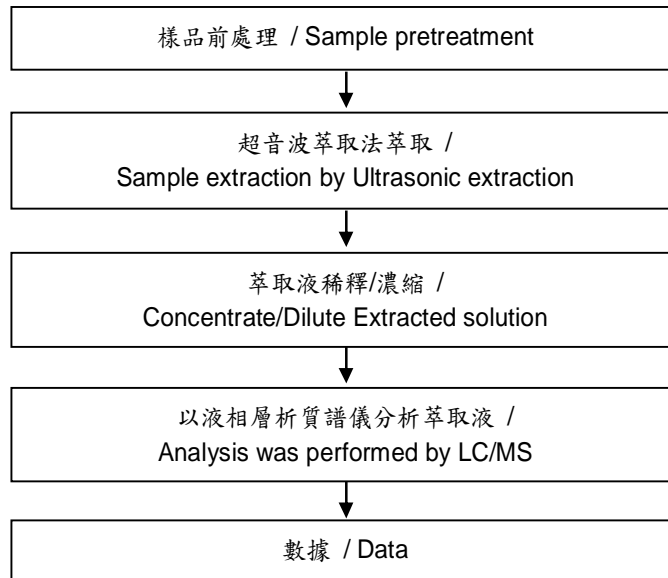 樣品前處理 / Sample pretreatment
超音波萃取法萃取 /
Sample extraction by Ultrasonic extraction
萃取液稀釋/濃縮 /
Concentrate/Dilute Extracted solution
以液相層析質譜儀分析萃取液 /
Analysis was performed by LC/MS
數據 / Data